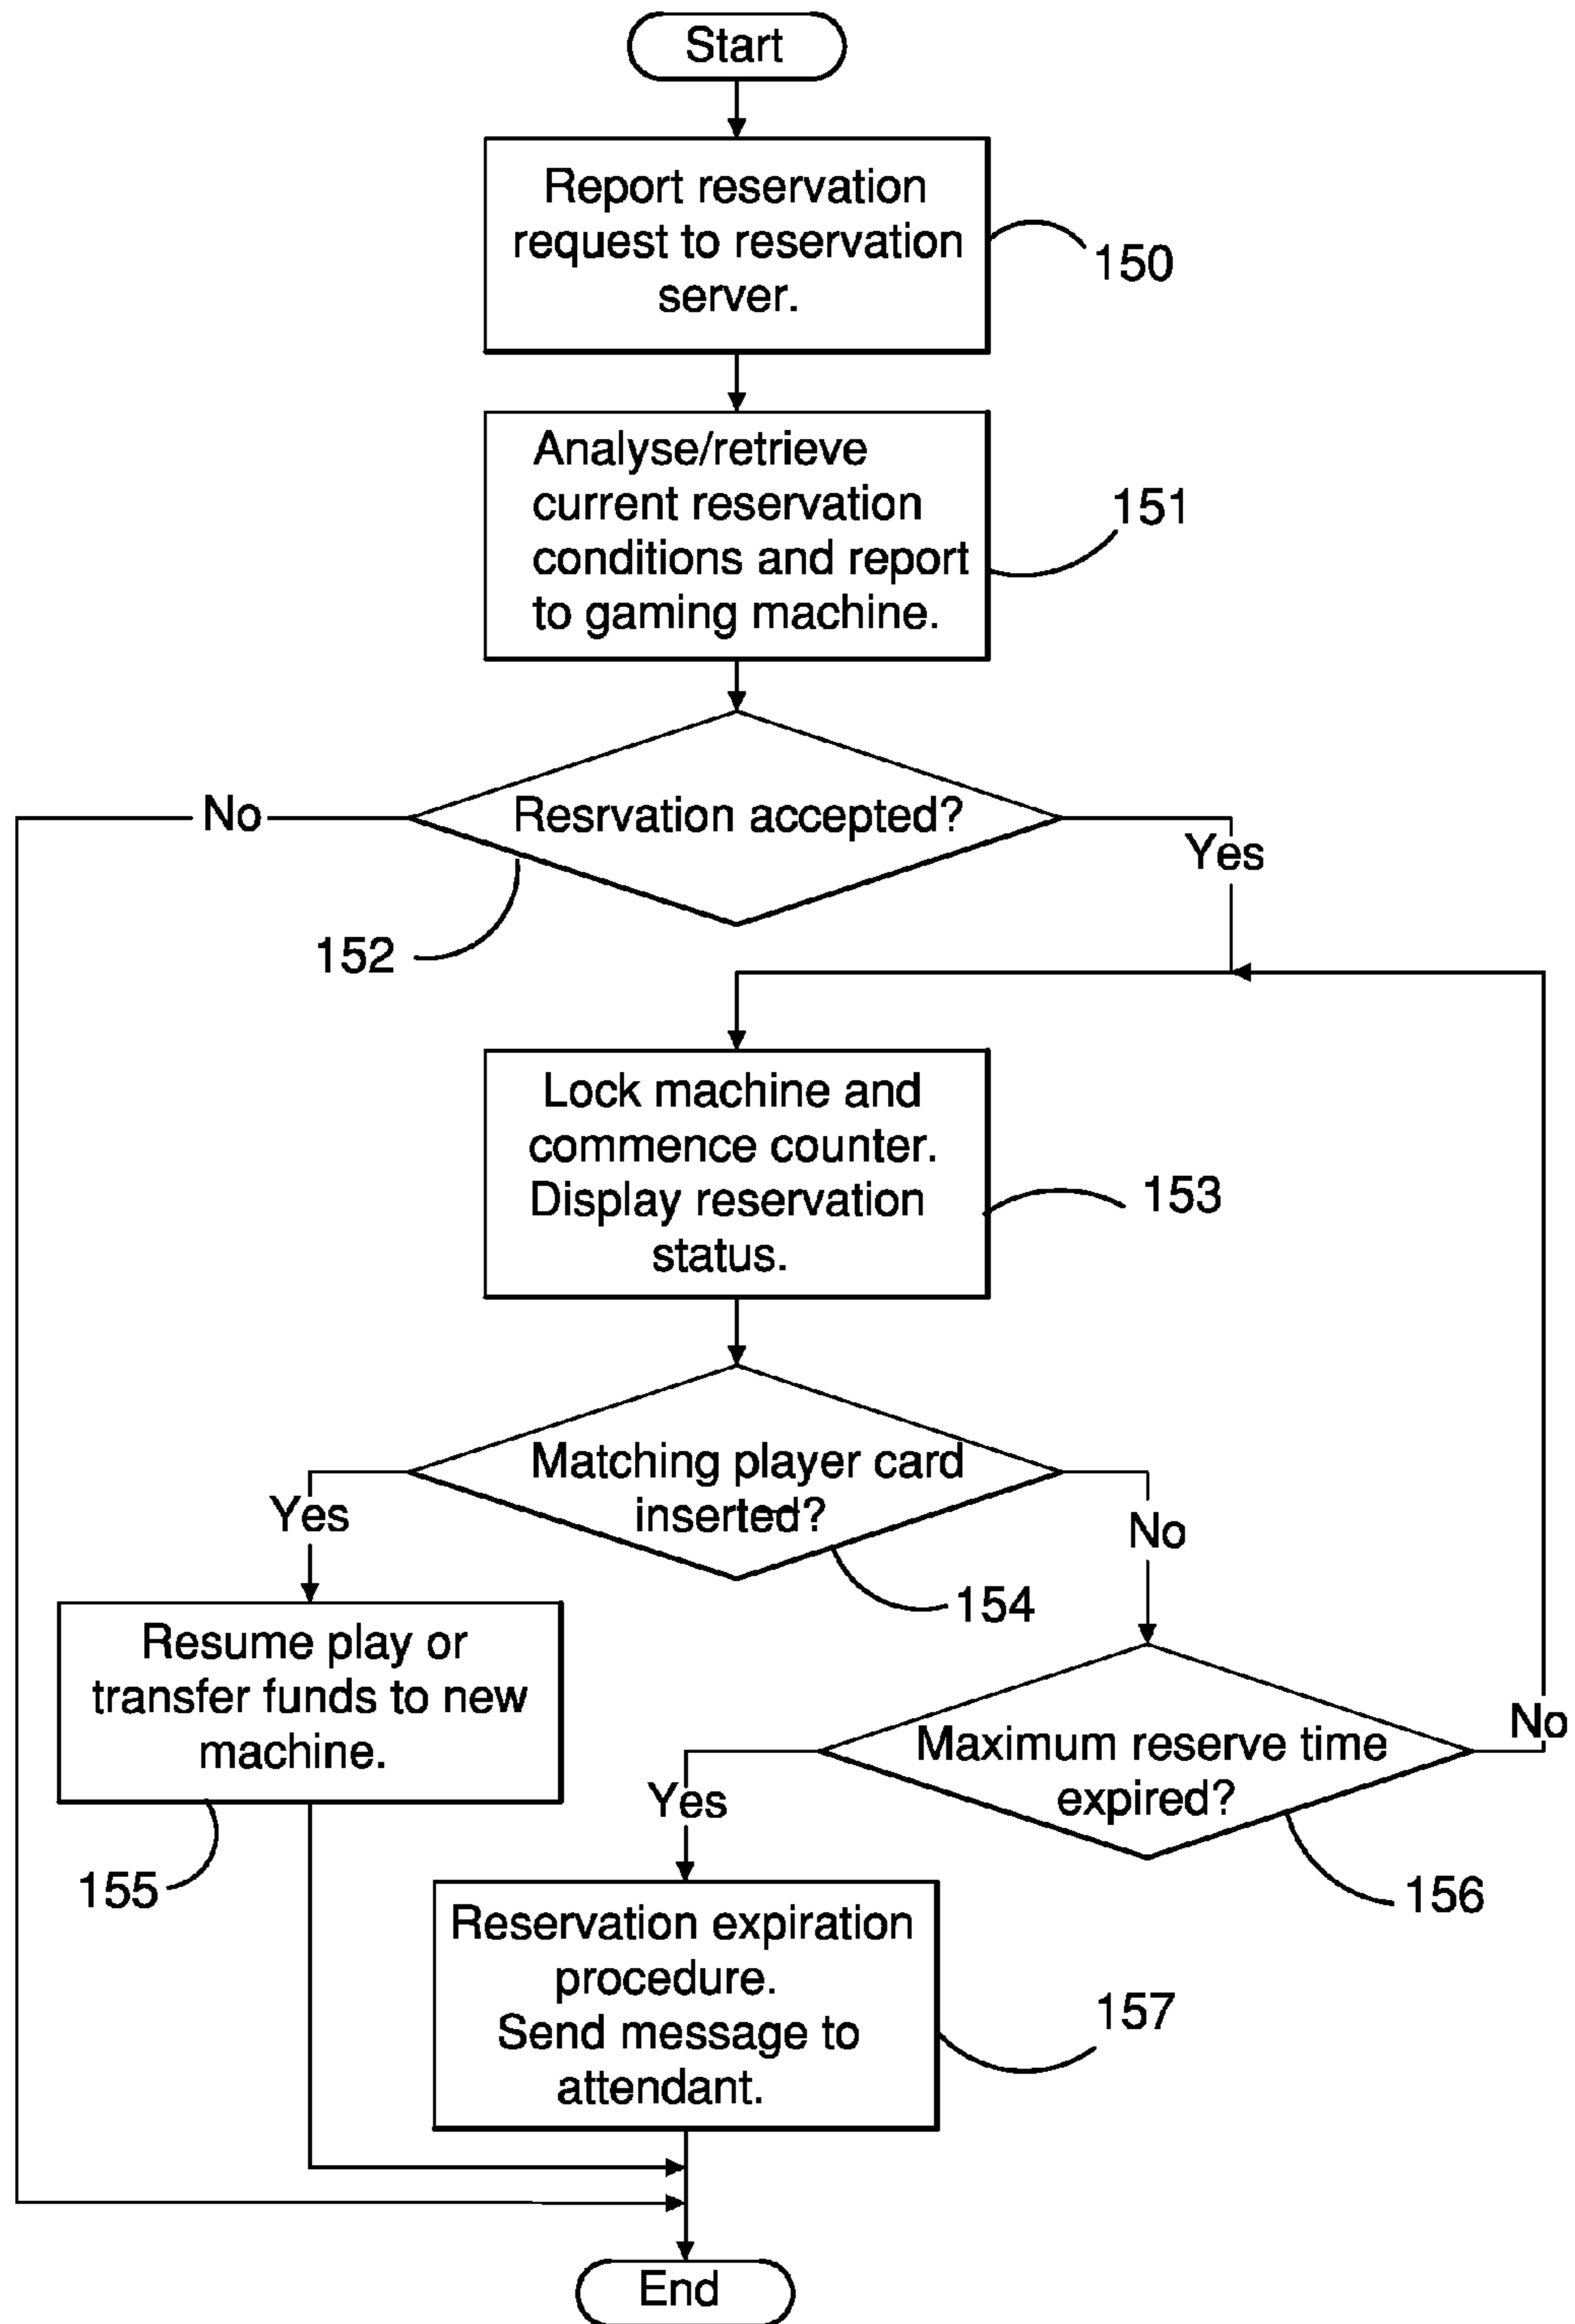 Start
Report reservation
request to reservation
server.
150
Analyse/retrieve
current reservation
conditions and report
to gaming machine.
151
Resrvation accepted?
No
Yes
152
Lock machine and
commence counter.
Display reservation
status.
153
Matching player card
inserted?
Yes
No
154
Resume play or
transfer funds to new
machine.
155
Maximum reserve time
expired?
No
Yes
156
Reservation expiration
procedure.
Send message to
attendant.
157
End